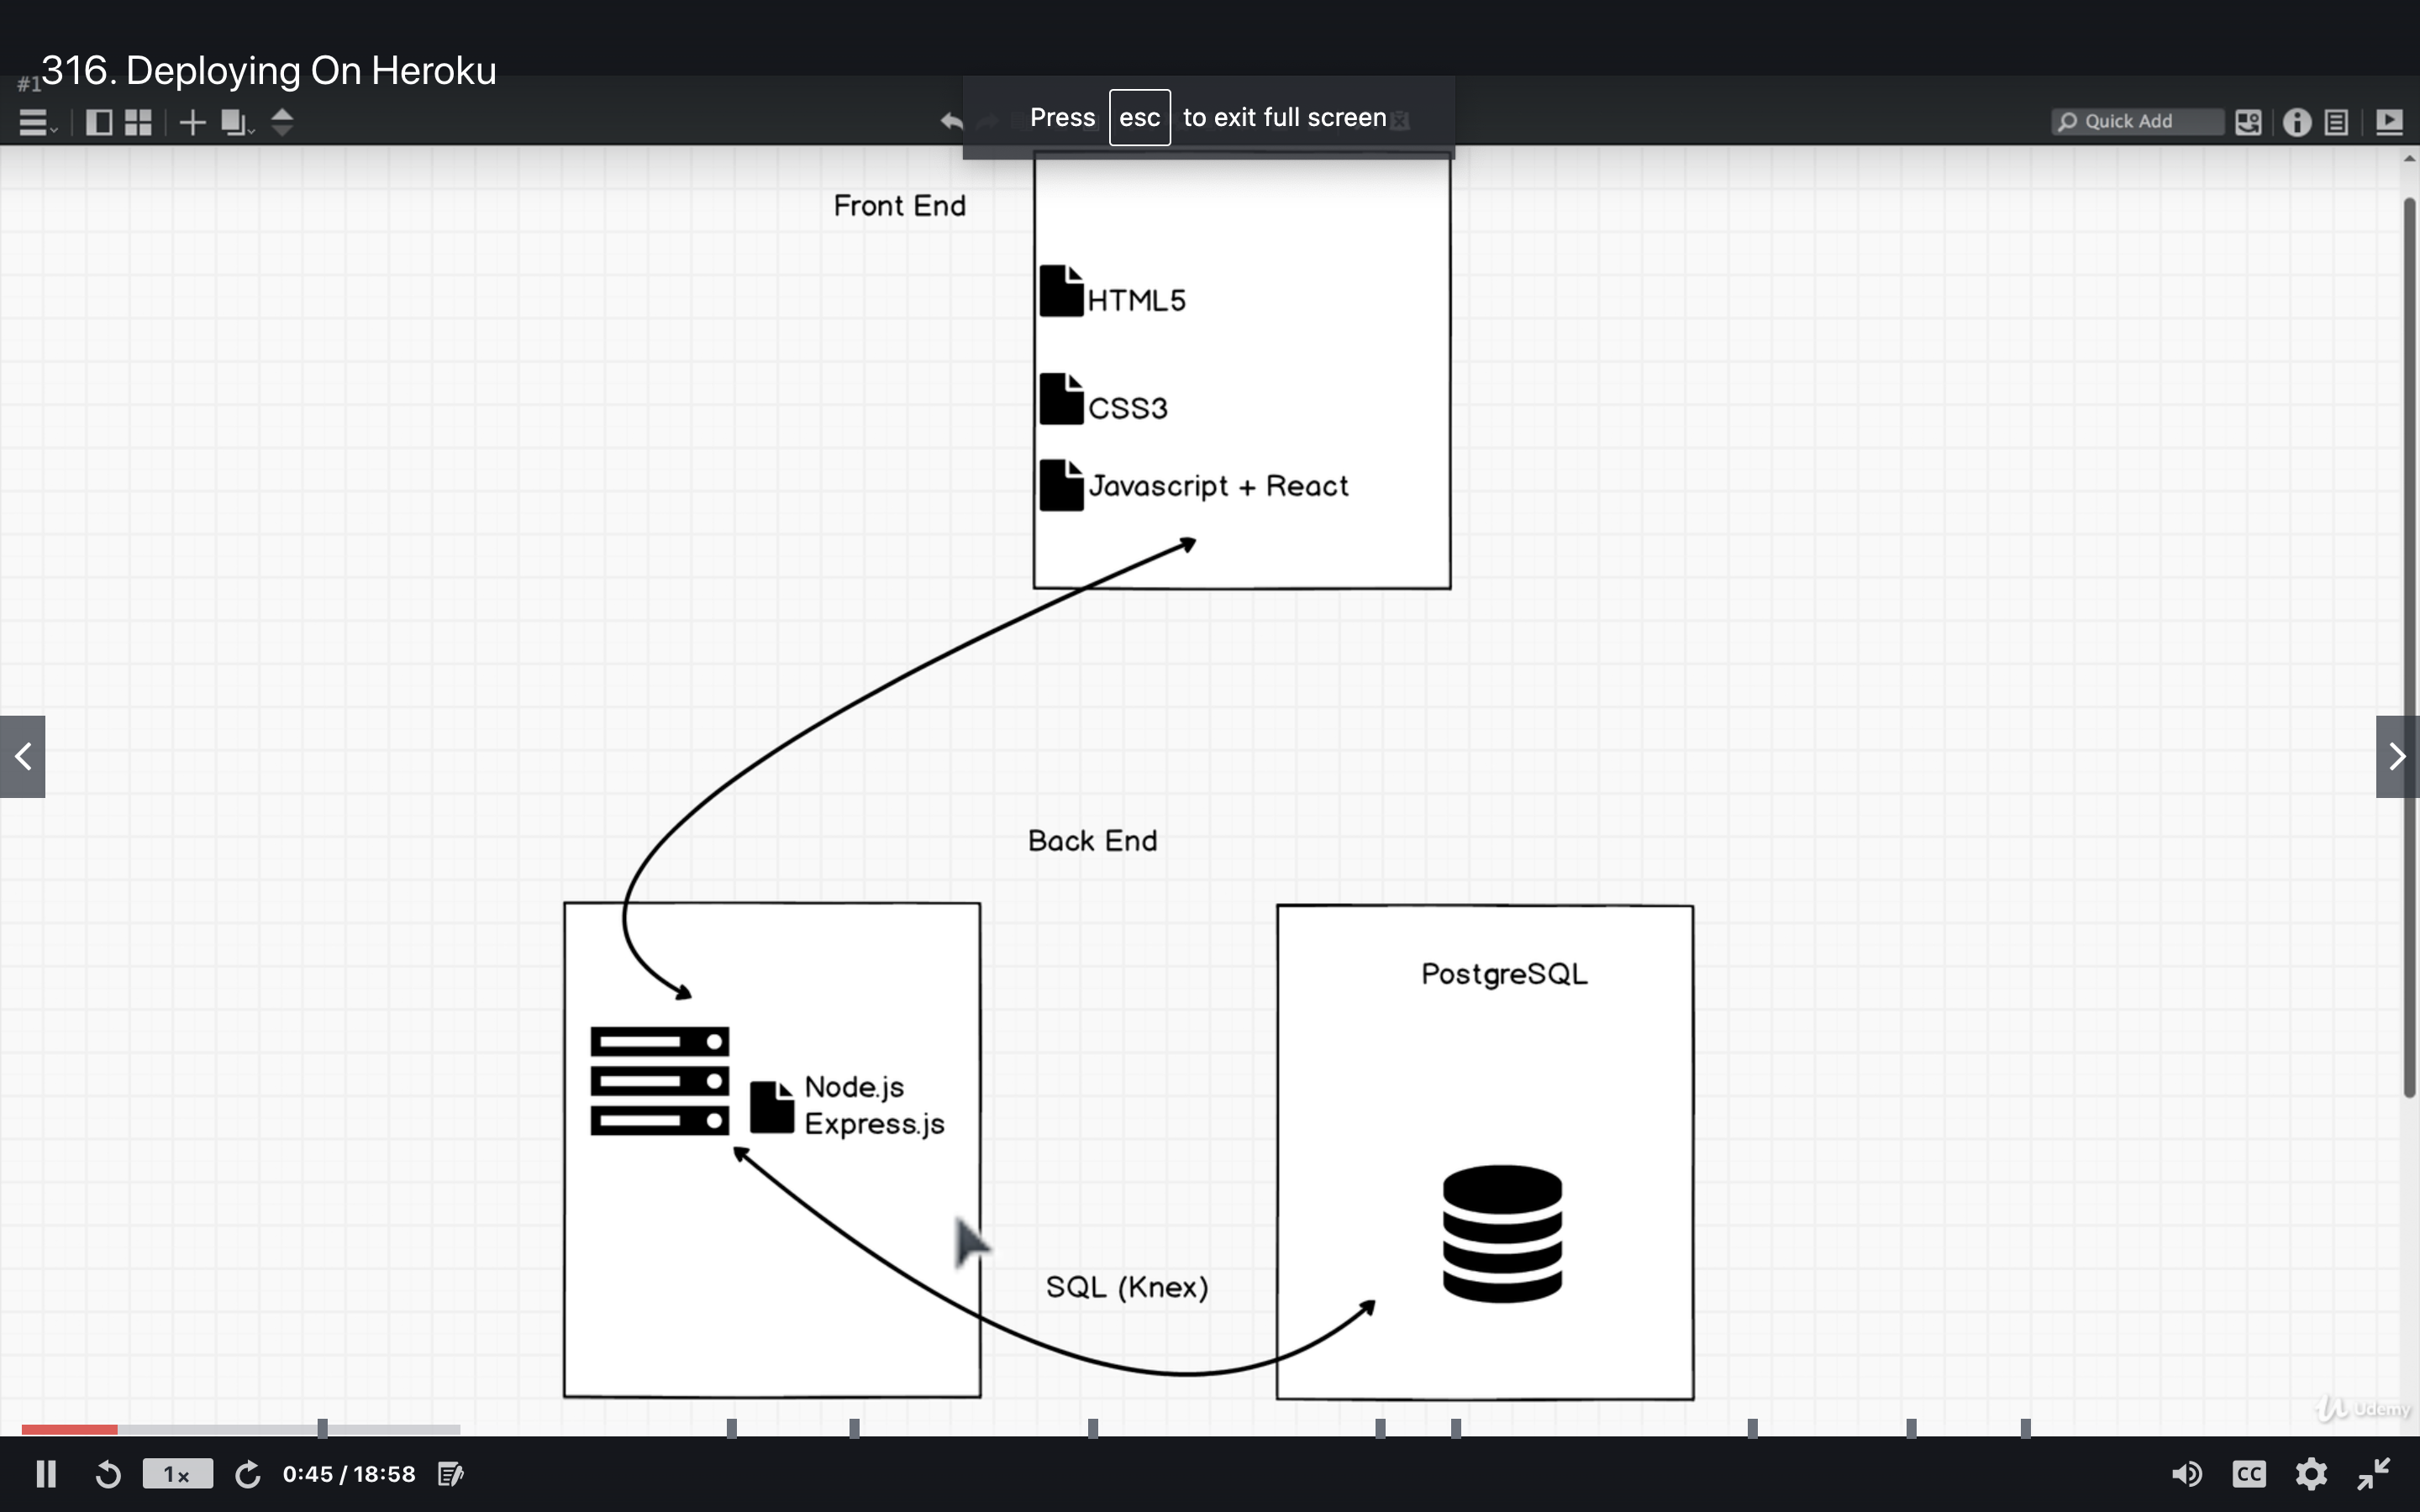 316. Deploying On Heroku
#1
Press esc to exit full screen
Quick Add
Front End
HTML5
CSS3
Javascript + React
Back End
PostgreSQL
Node.js
Express.js
SQL (Knex)
Udemy
1x
0:45 / 18:58
CC